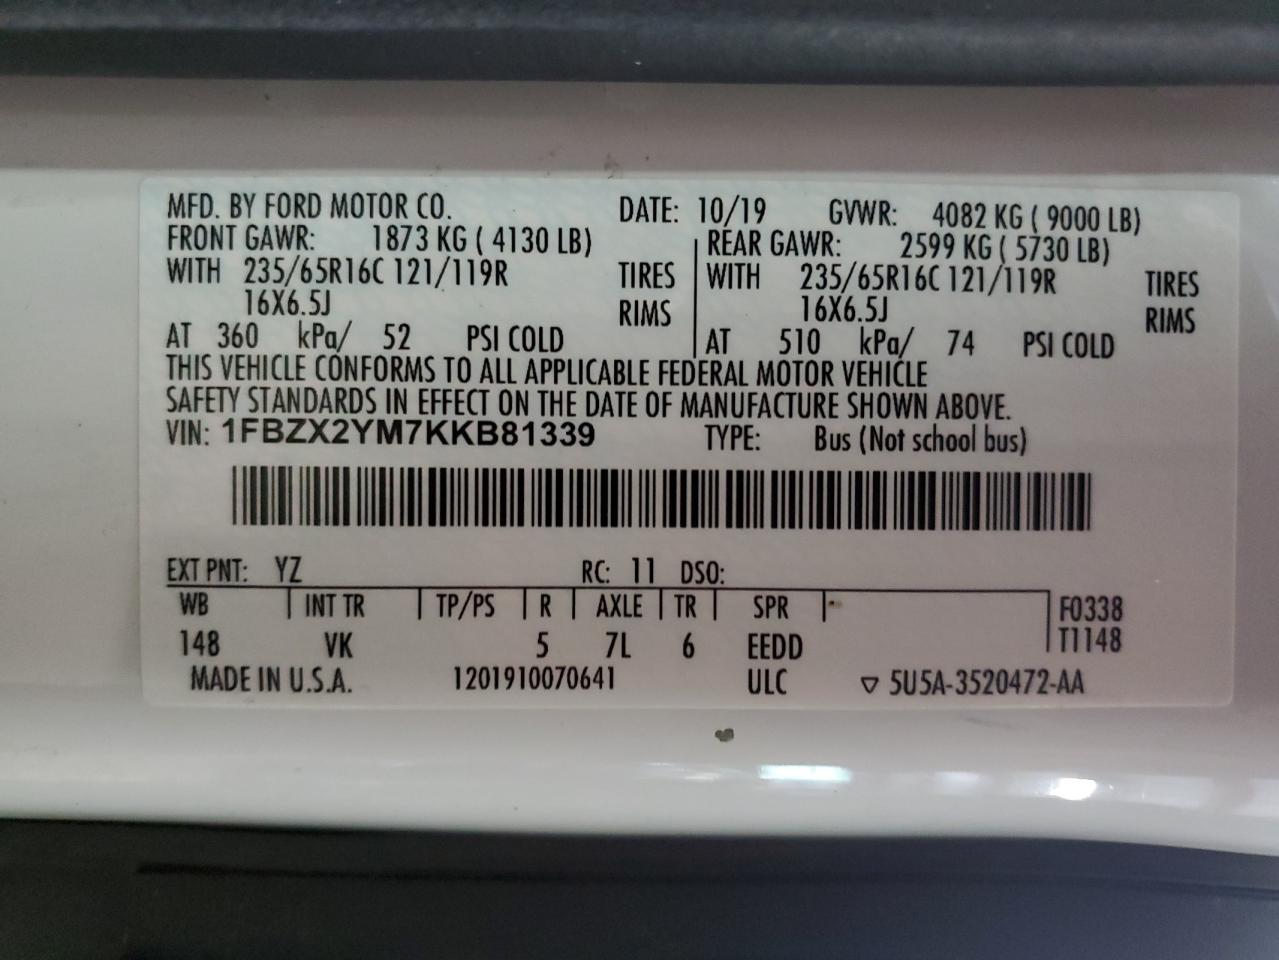 MFD. BY FORD MOTOR CO. DATE: 10/19 GVWR: 4082 KG ( 9000 LB)
FRONT GAWR: 1873 KG ( 4130 LB) REAR GAWR: 2599 KG ( 5730 LB)
WITH 235/65R16C 121/119R TIRES WITH 235/65R16C 121/119R TIRES
16X6.5J RIMS 16X6.5J RIMS
AT 360 kPa/ 52 PSI COLD AT 510 kPa/ 74 PSI COLD
THIS VEHICLE CONFORMS TO ALL APPLICABLE FEDERAL MOTOR VEHICLE
SAFETY STANDARDS IN EFFECT ON THE DATE OF MANUFACTURE SHOWN ABOVE.
VIN: 1FBZX2YM7KKB81339 TYPE: Bus (Not school bus)
EXT PNT: YZ RC: 11 DSO:
WB INT TR TP/PS R AXLE TR SPR F0338
148 VK 5 7L 6 EEDD T1148
MADE IN U.S.A. 1201910070641 ULC ▽ 5U5A-3520472-AA